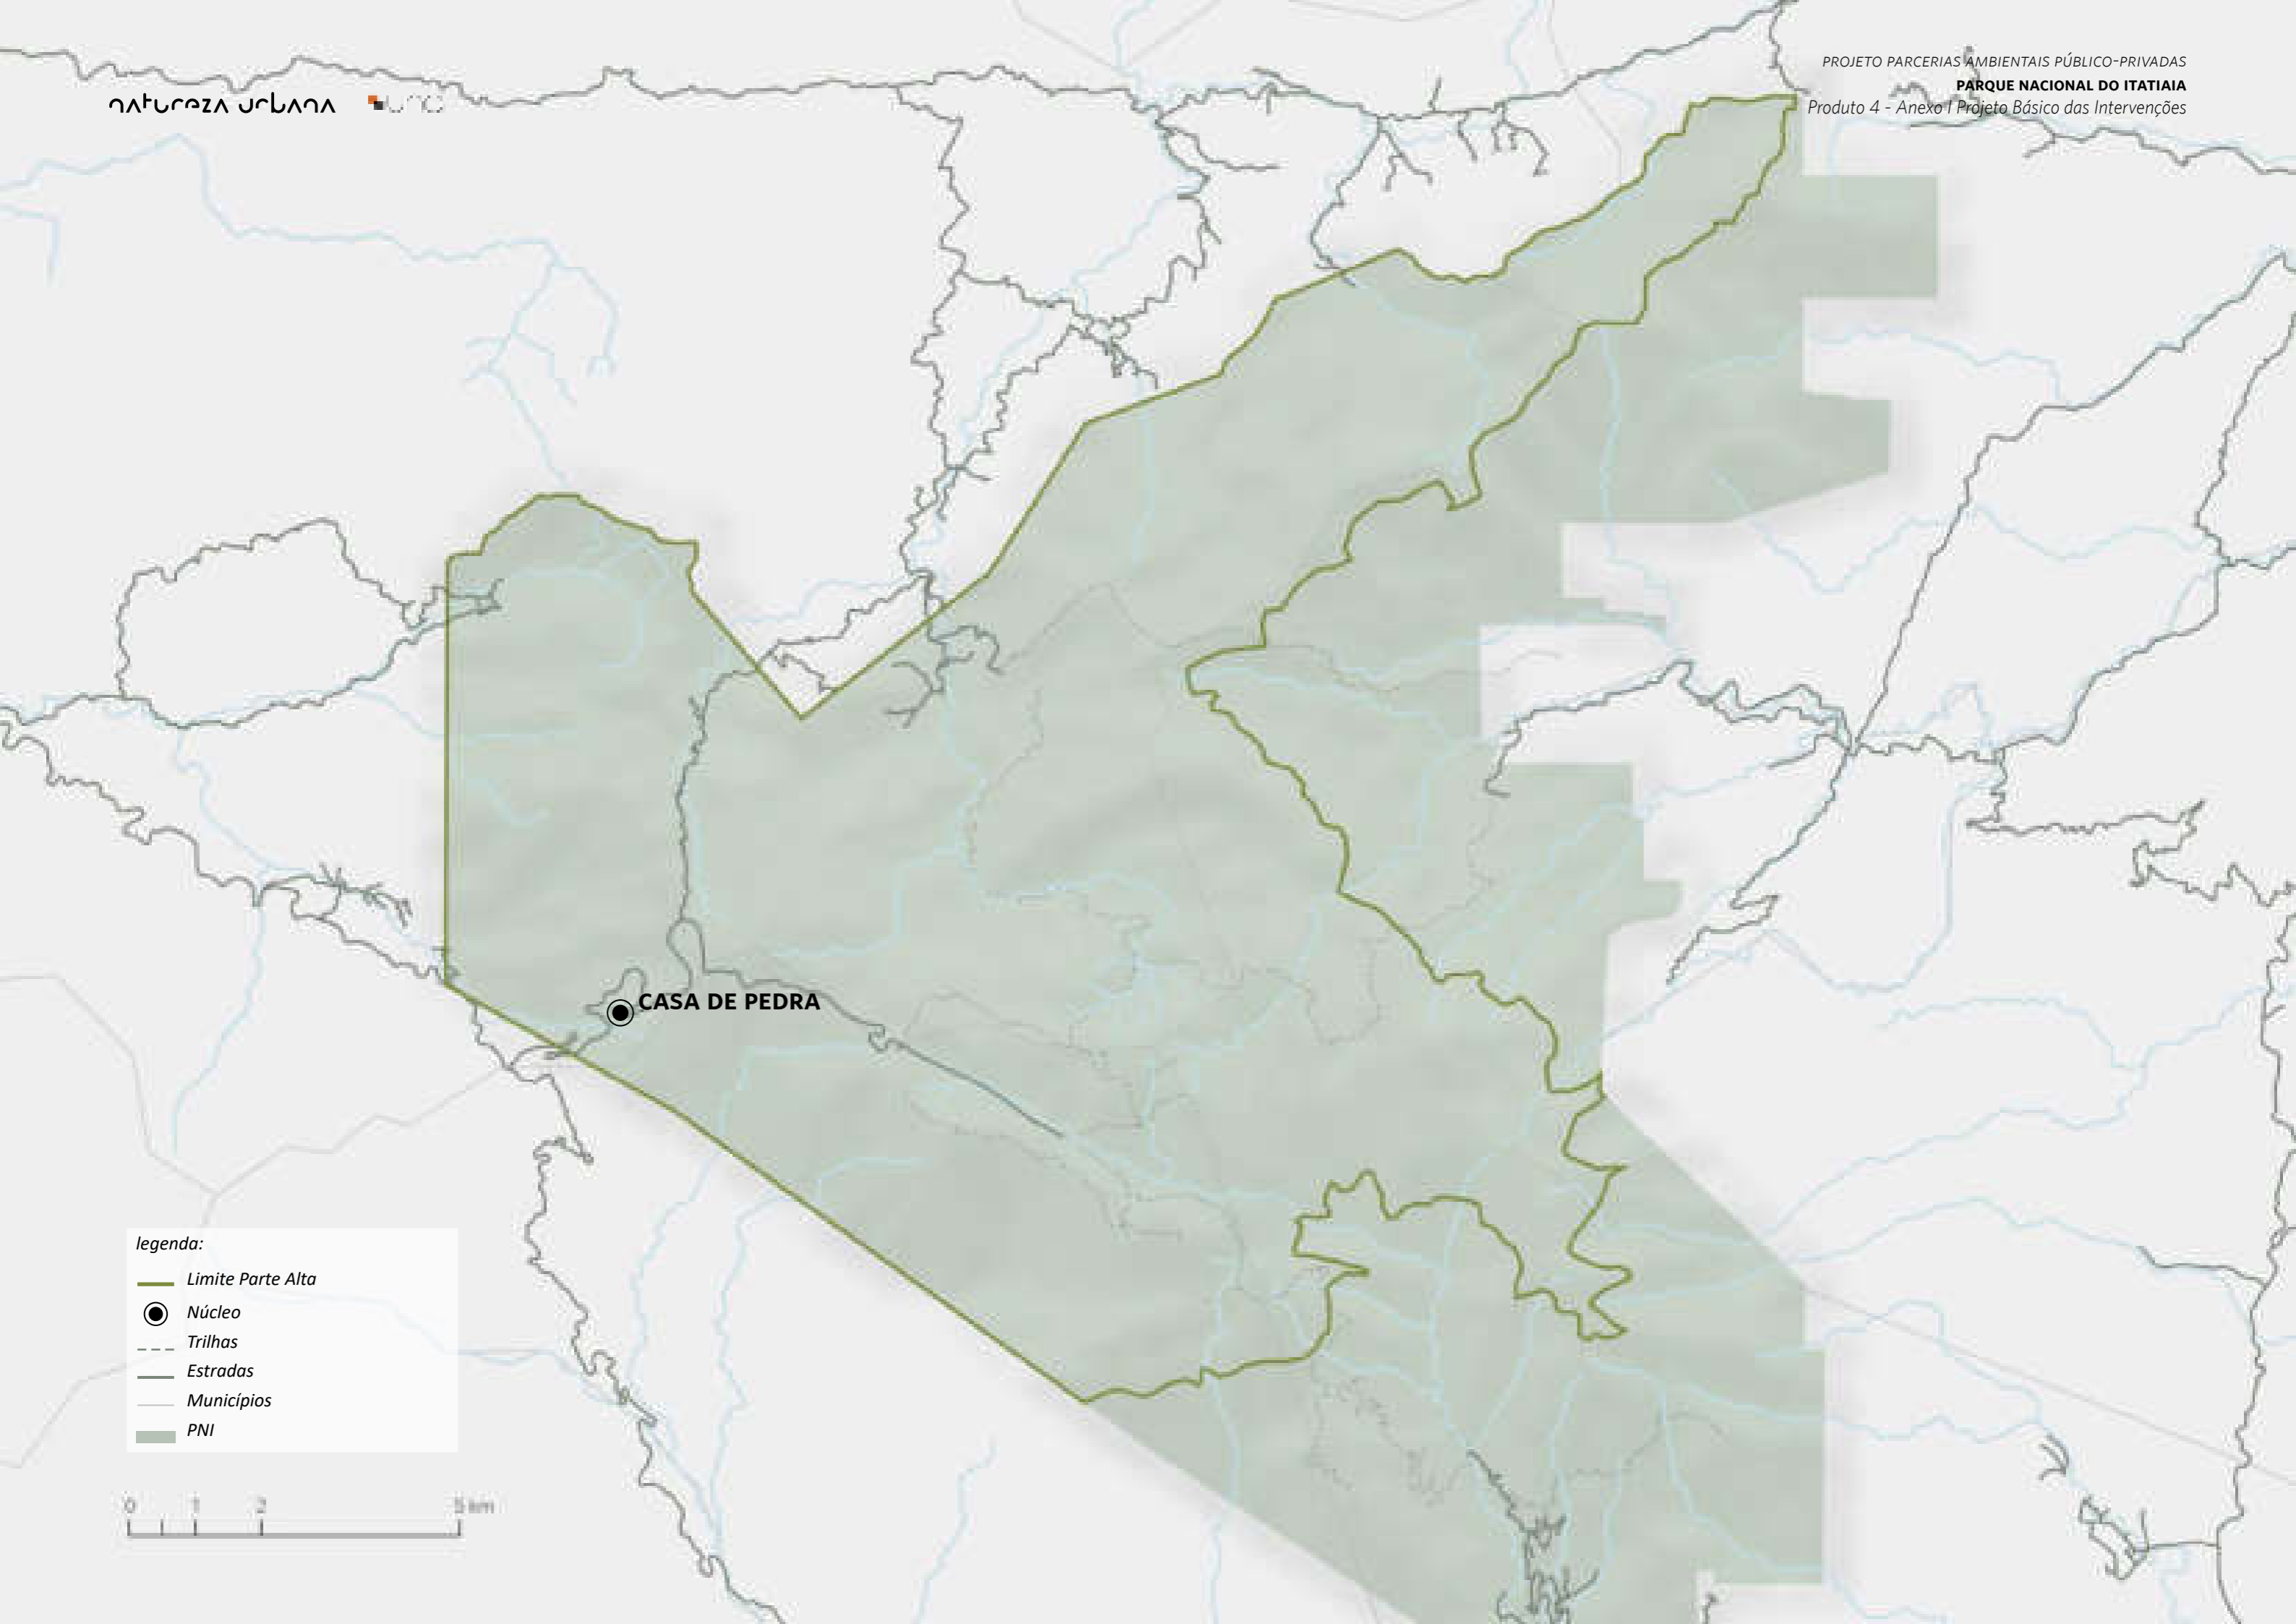 PROJETO PARCERIAS AMBIENTAIS PÚBLICO-PRIVADAS
PARQUE NACIONAL DO ITATIAIA
Produto 4 - Anexo I Projeto Básico das Intervenções
natureza urbana
CASA DE PEDRA
legenda:
Limite Parte Alta
Núcleo
Trilhas
Estradas
Municípios
PNI
0 1 2 5 km